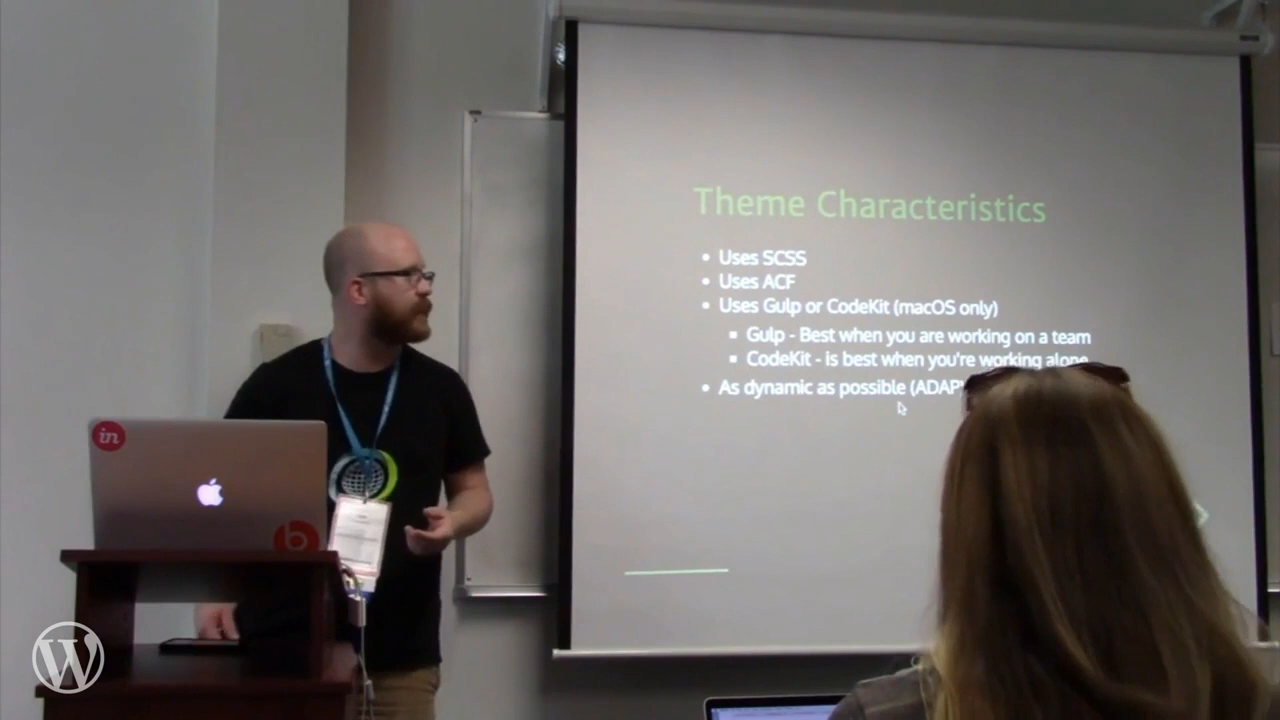 Theme Characteristics
• Uses SCSS
• Uses ACF
• Uses Gulp or CodeKit (macOS only)
▪ Gulp - Best when you are working on a team
▪ CodeKit - is best when you're working alone
• As dynamic as possible
in
b
W